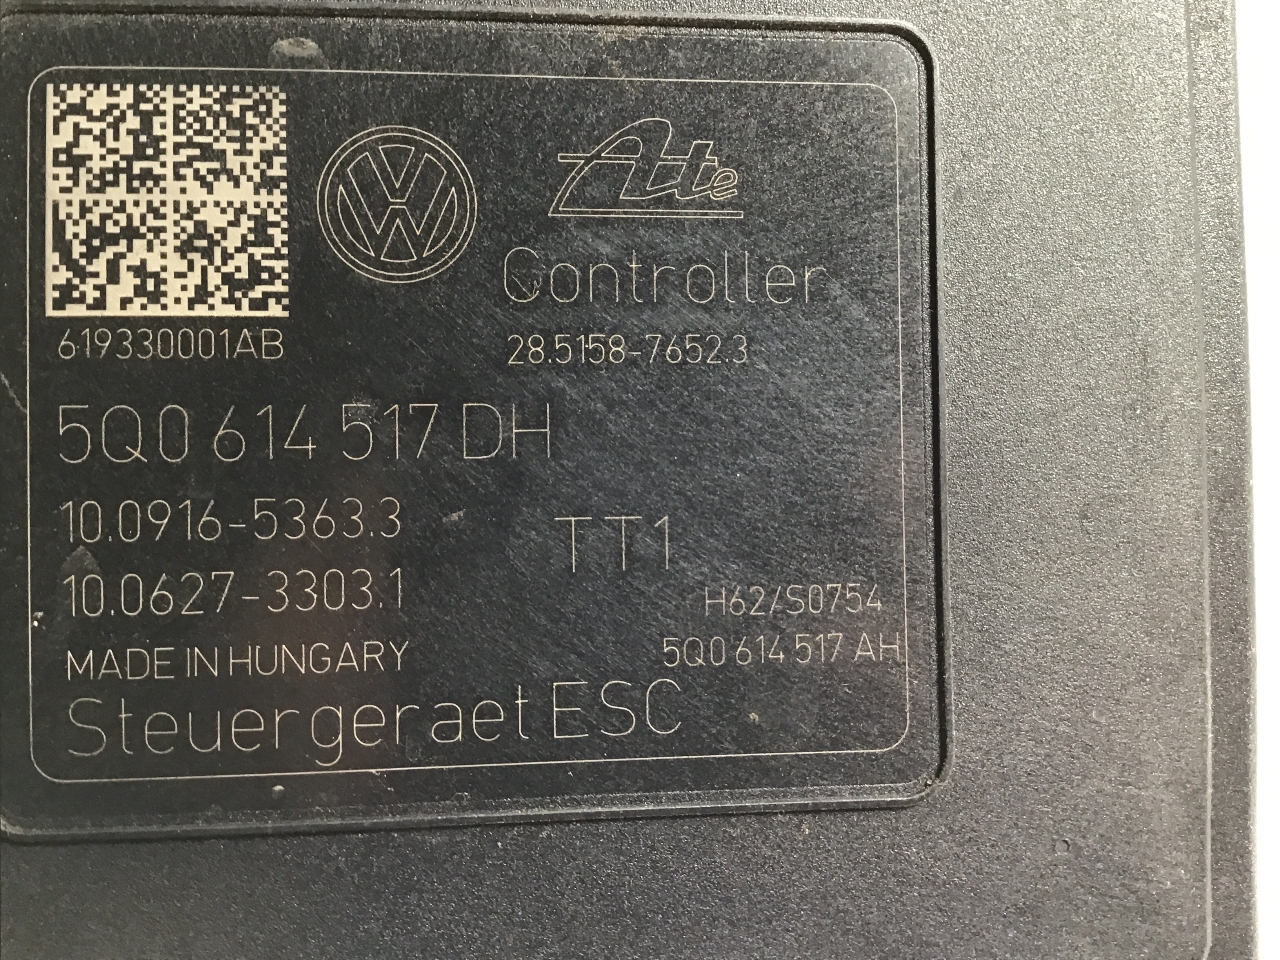 Ate
Controller
619330001AB
28.5158-7652.3
5Q0 614 517 DH
10.0916-5363.3
TT1
10.0627-3303.1
H62/S0754
MADE IN HUNGARY
5Q0 614 517 AH
Steuergeraet ESC